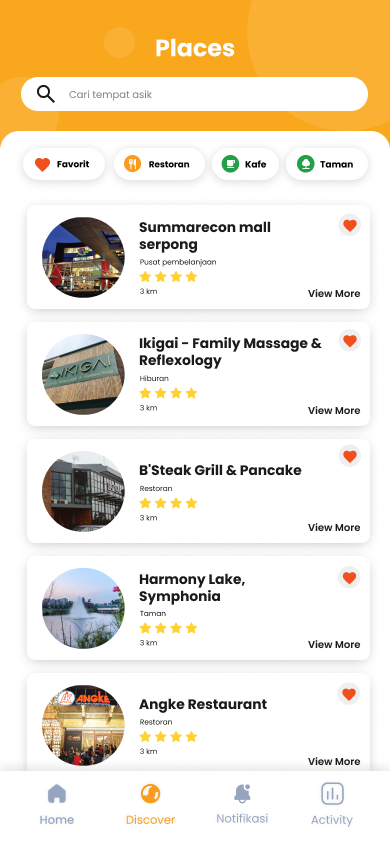 Places
Cari tempat asik
Favorit
Restoran
Kafe
Taman
Summarecon mall
serpong
Pusat pembelanjaan
3 km
View More
IKIGAI
Ikigai - Family Massage &
Reflexology
Hiburan
3 km
View More
B'Steak Grill & Pancake
Restoran
3 km
View More
Harmony Lake,
Symphonia
Taman
3 km
View More
ANGKE
Angke Restaurant
Restoran
View More
Home
Discover
Notifikasi
Activity